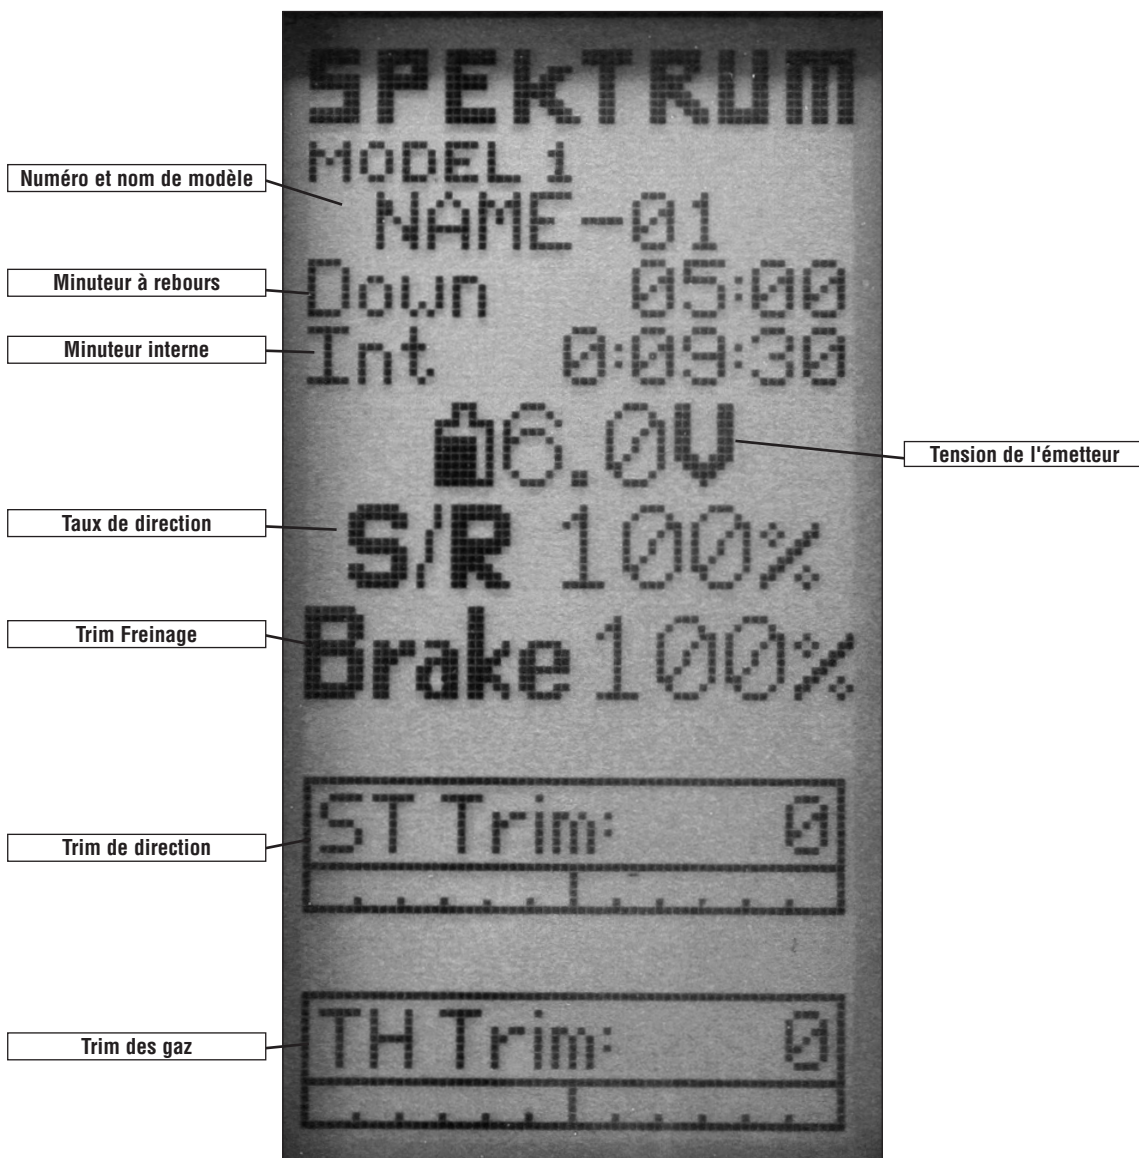 SPEKTRUM
MODEL 1
Numéro et nom de modèle
NAME-01
Minuteur à rebours
Down 05:00
Minuteur interne
Int 0:09:30
6.0V
Tension de l'émetteur
Taux de direction
S/R 100%
Trim Freinage
Brake 100%
Trim de direction
ST Trim: 0
Trim des gaz
TH Trim: 0